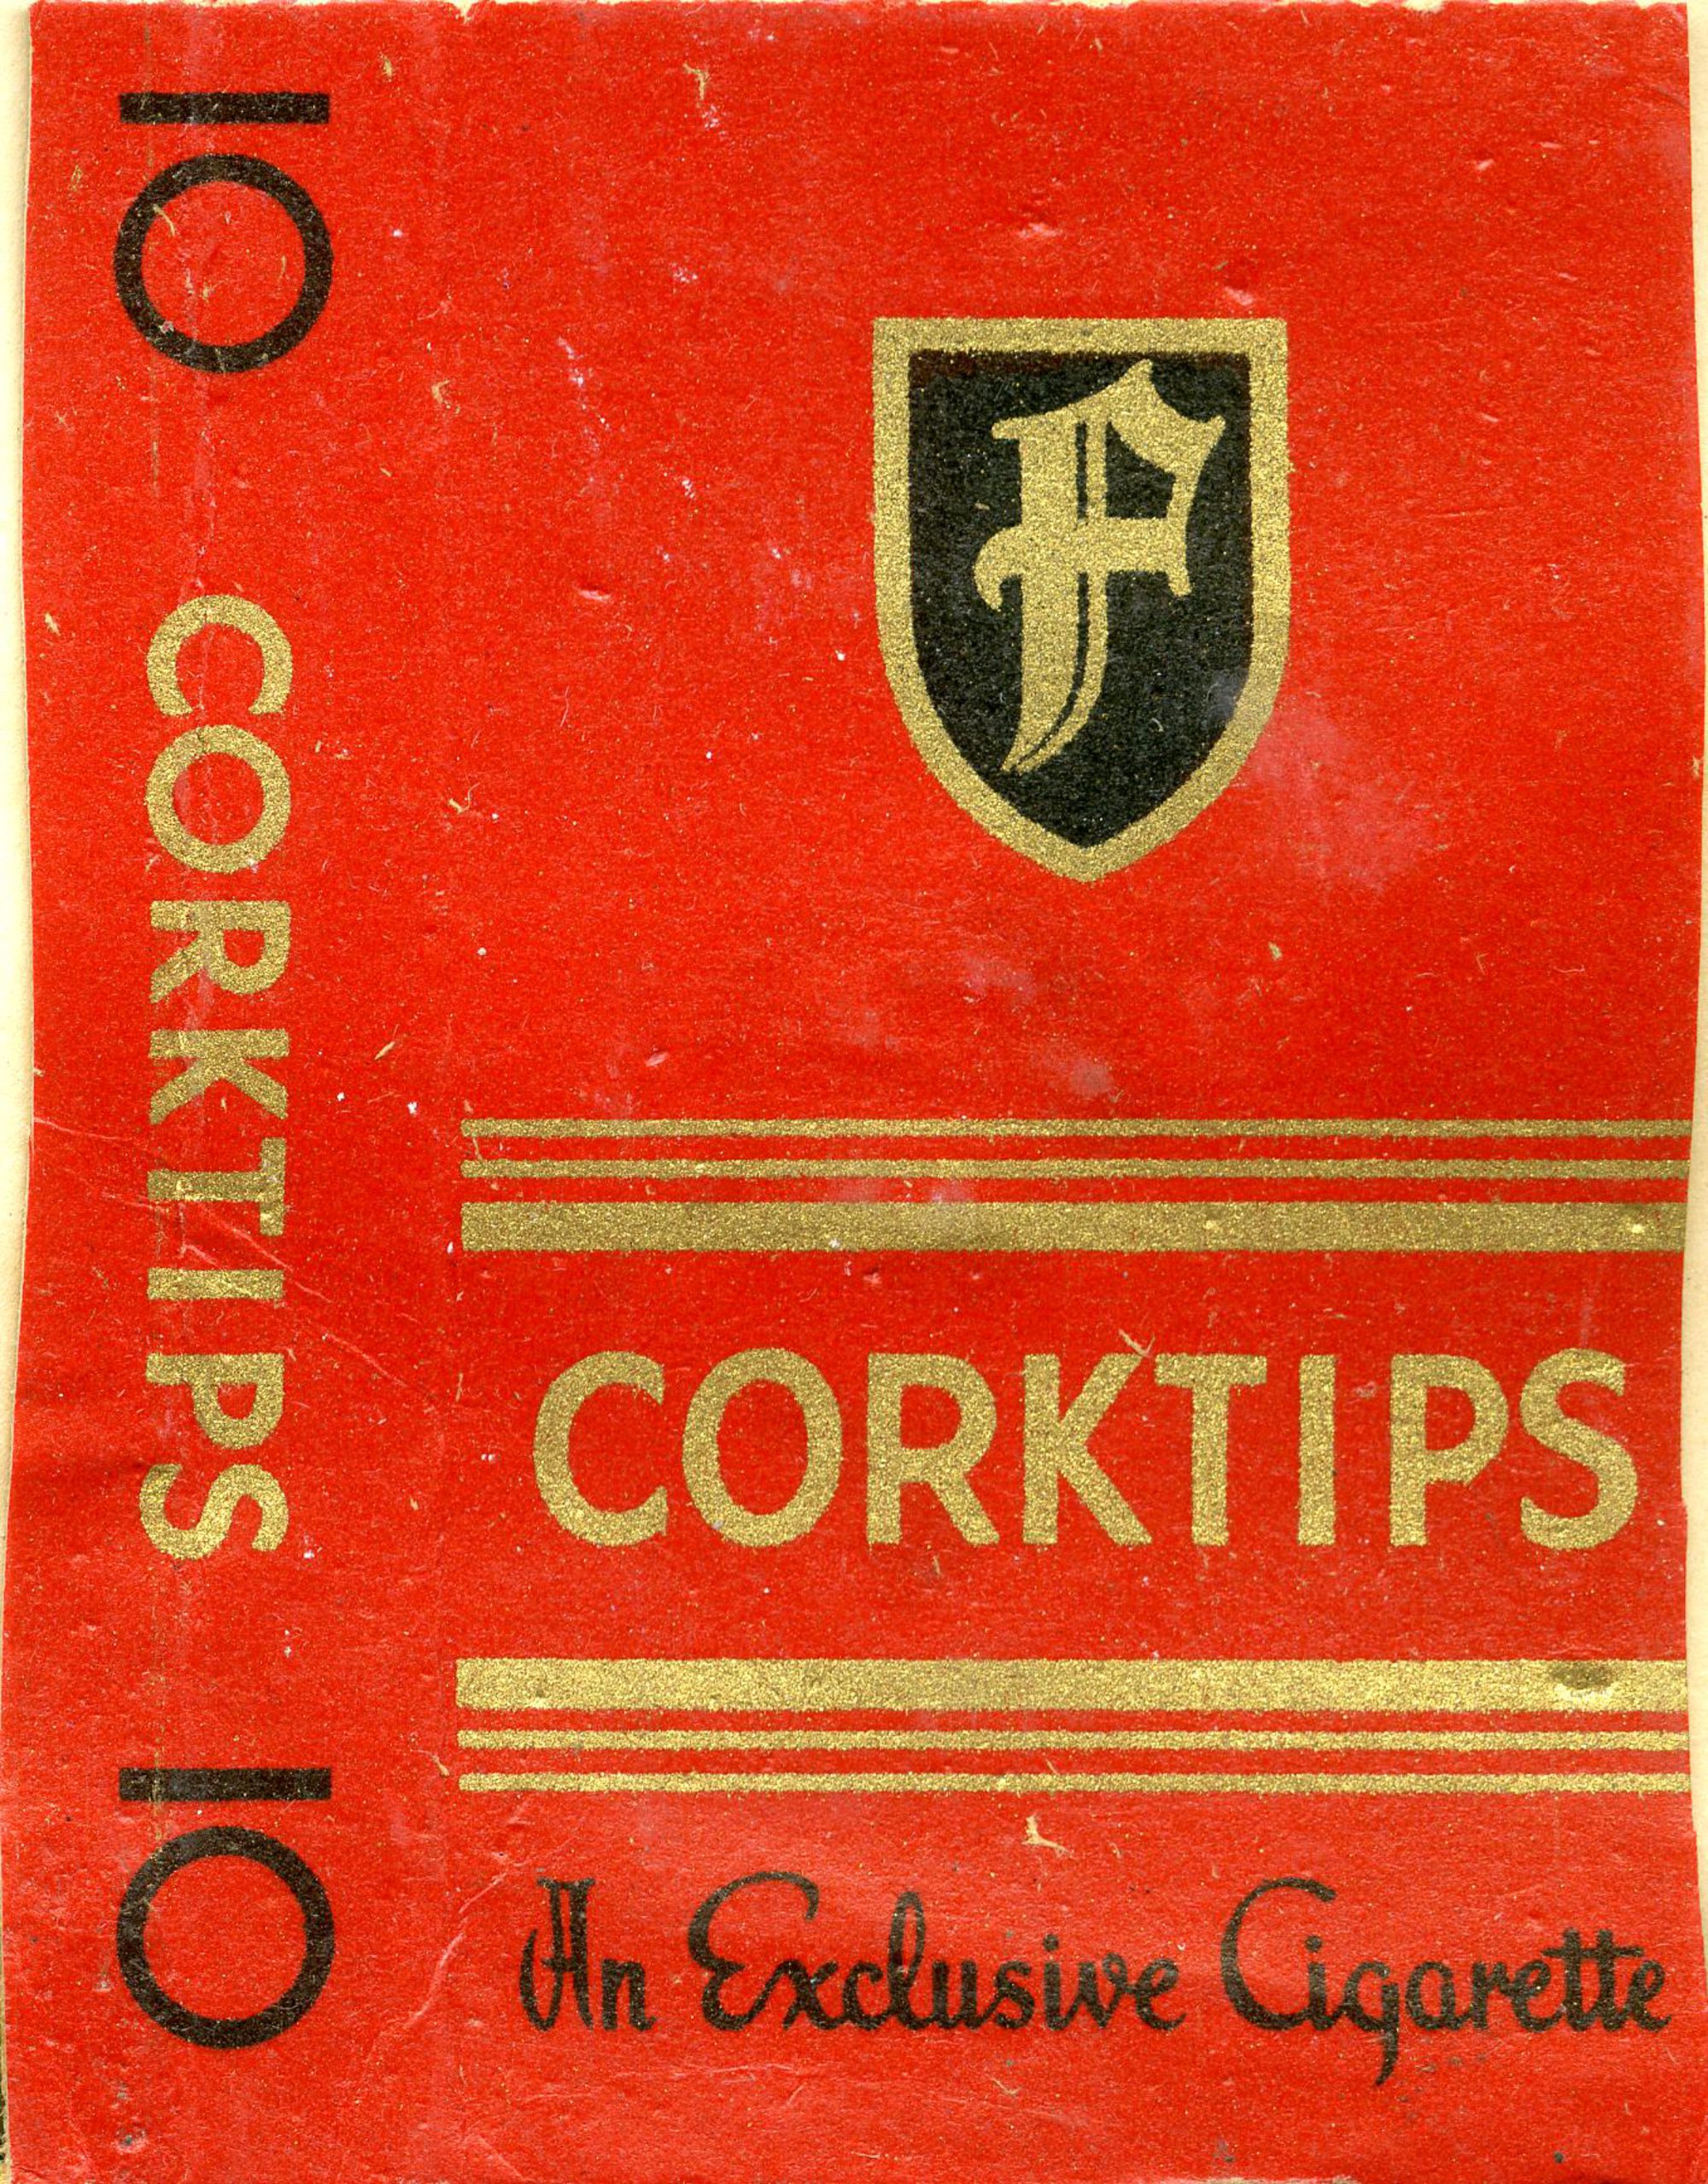 10 CORKTIPS 10
F
CORKTIPS
An Exclusive Cigarette